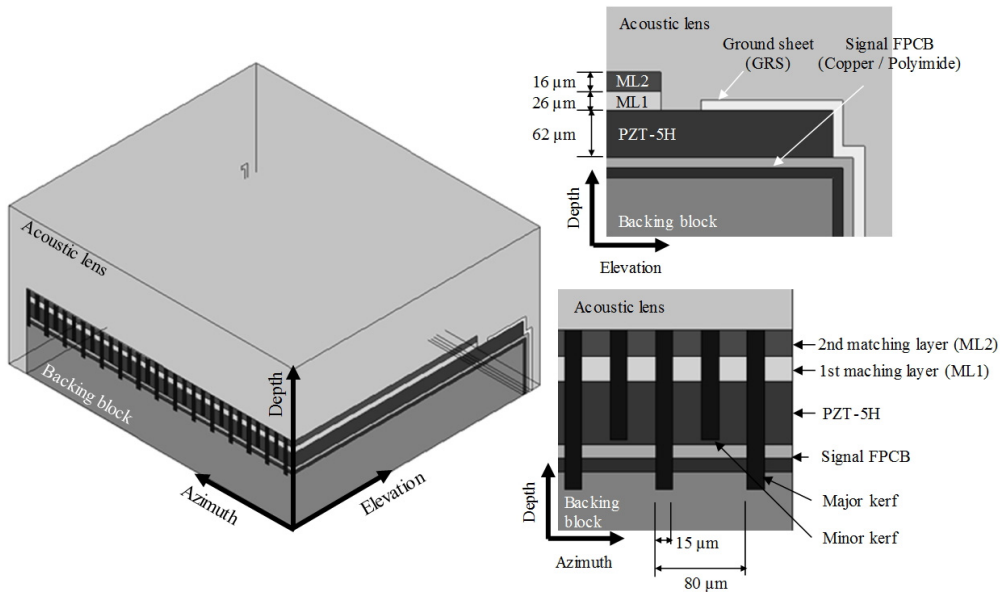 Acoustic lens
Backing block
Depth
Azimuth
Elevation
Acoustic lens
Ground sheet
(GRS)
Signal FPCB
(Copper / Polyimide)
16 µm
ML2
26 µm
ML1
62 µm
PZT-5H
Depth
Backing block
Elevation
Acoustic lens
2nd matching layer (ML2)
1st maching layer (ML1)
PZT-5H
Signal FPCB
Major kerf
Minor kerf
Backing
block
Depth
Azimuth
15 µm
80 µm